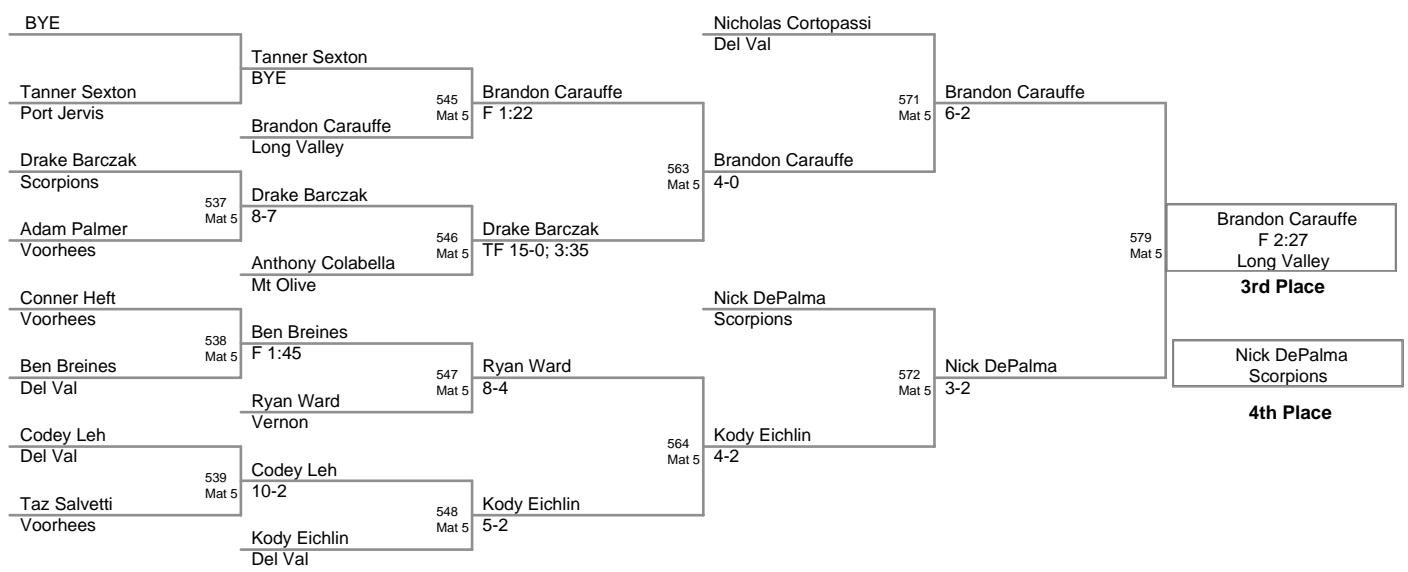 BYE
Tanner Sexton
Port Jervis
Drake Barczak
Scorpions
537
Mat 5
Adam Palmer
Voorhees
Conner Heft
Voorhees
538
Mat 5
Ben Breines
Del Val
Codey Leh
Del Val
539
Mat 5
Taz Salvetti
Voorhees
Tanner Sexton
BYE
545
Mat 5
Brandon Carauffe
Long Valley
Drake Barczak
8-7
546
Mat 5
Anthony Colabella
Mt Olive
Ben Breines
F 1:45
547
Mat 5
Ryan Ward
Vernon
Codey Leh
10-2
548
Mat 5
Kody Eichlin
Del Val
Brandon Carauffe
F 1:22
563
Mat 5
Drake Barczak
TF 15-0; 3:35
Ryan Ward
8-4
564
Mat 5
Kody Eichlin
5-2
Nicholas Cortopassi
Del Val
571
Mat 5
Brandon Carauffe
4-0
Nick DePalma
Scorpions
572
Mat 5
Kody Eichlin
4-2
Brandon Carauffe
6-2
579
Mat 5
Nick DePalma
3-2
Brandon Carauffe
F 2:27
Long Valley
3rd Place
Nick DePalma
Scorpions
4th Place